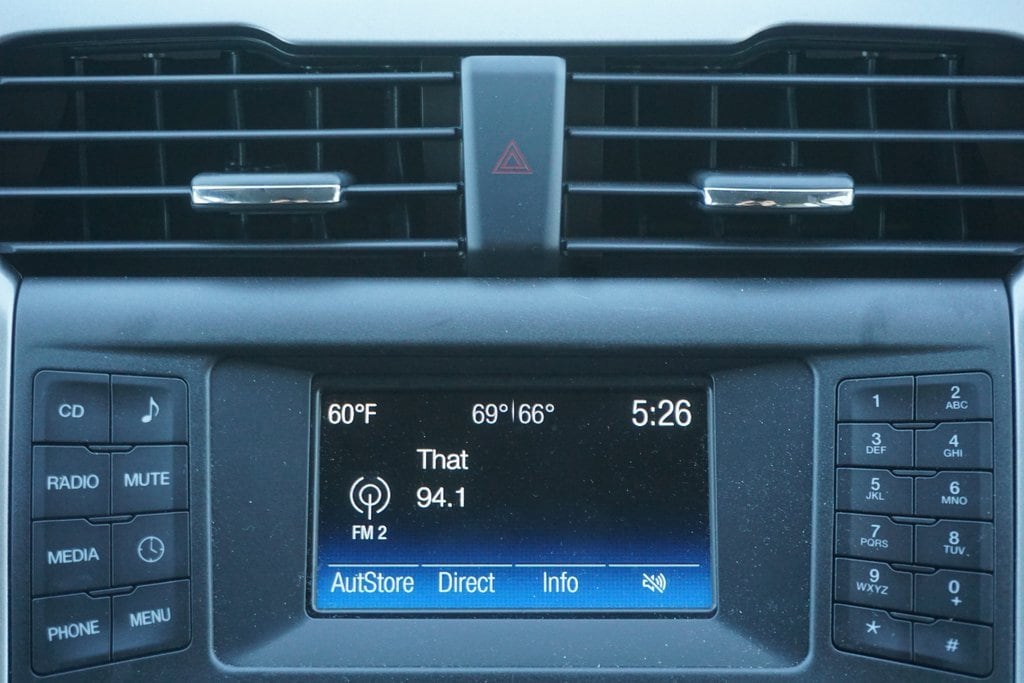 60°F 69°|66° 5:26
That
94.1
FM 2
AutStore Direct Info
CD
RADIO MUTE
MEDIA
PHONE MENU
1 2 ABC
3 DEF 4 GHI
5 JKL 6 MNO
7 PQRS 8 TUV
9 WXYZ 0 +
* #